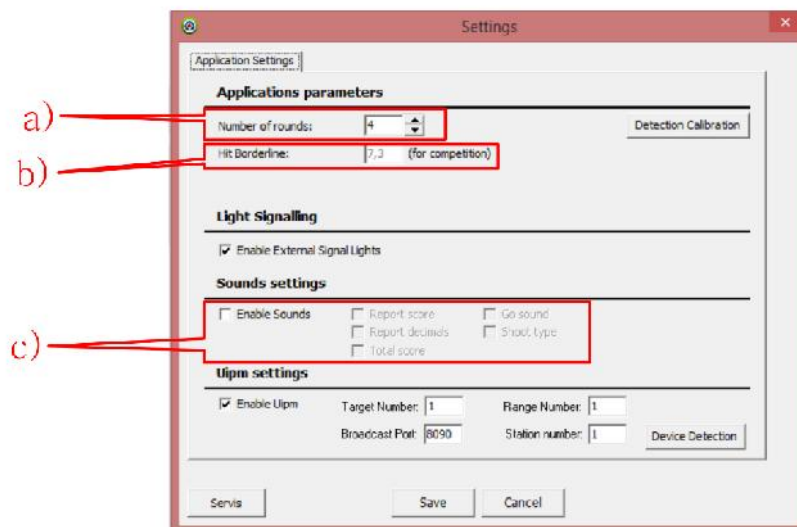 Settings
Application Settings
Applications parameters
a)
Number of rounds: 4
Detection Calibration
b)
Hit Borderline: 7,3 (for competition)
Light Signalling
Enable External Signal Lights
Sounds settings
Enable Sounds Report score Go sound
Report decimals Shoot type
c)
Total score
Uipm settings
Enable Uipm Target Number: 1 Range Number: 1
Broadcast Port: 8090 Station number: 1 Device Detection
Servis Save Cancel